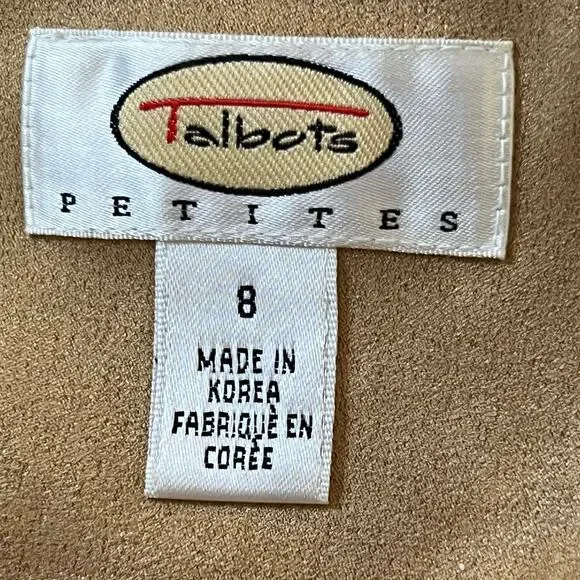 Talbots
PETITES
8
MADE IN
KOREA
FABRIQUÈ EN
CORÉE